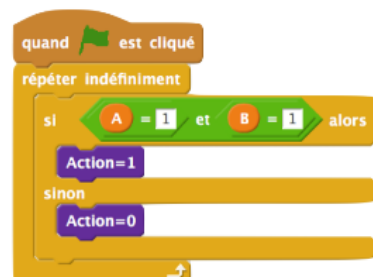 quand est cliqué
répéter indéfiniment
si A = 1 et B = 1 alors
Action=1
sinon
Action=0